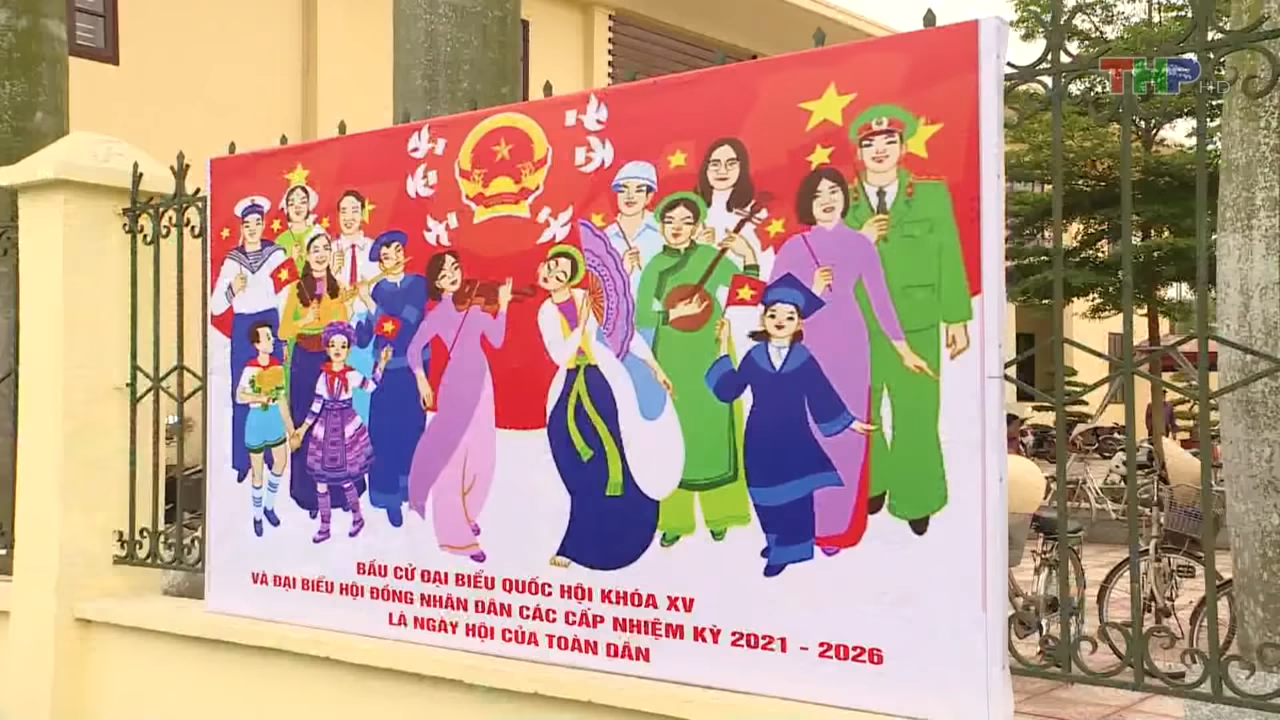 THP HD
BẦU CỬ ĐẠI BIỂU QUỐC HỘI KHÓA XV
VÀ ĐẠI BIỂU HỘI ĐỒNG NHÂN DÂN CÁC CẤP NHIỆM KỲ 2021 - 2026
LÀ NGÀY HỘI CỦA TOÀN DÂN